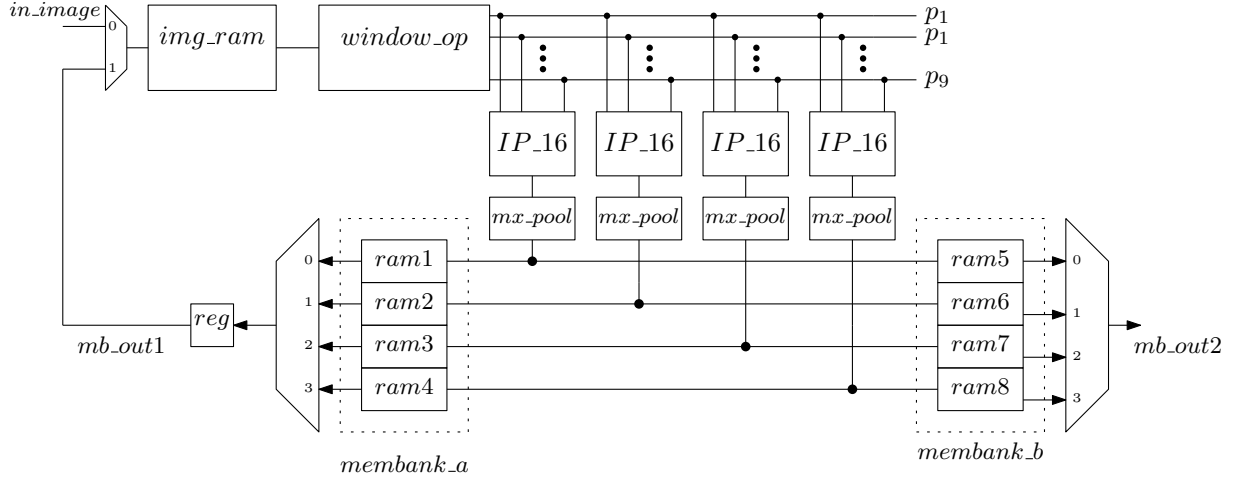 in_image
0
1
img_ram
window_op
p1
p1
p9
IP_16 IP_16 IP_16 IP_16
mx_pool mx_pool mx_pool mx_pool
0 ram1 ram5 0
1 ram2 ram6 1
reg
2 ram3 ram7 2
mb_out1
mb_out2
3 ram4 ram8 3
membank_a
membank_b